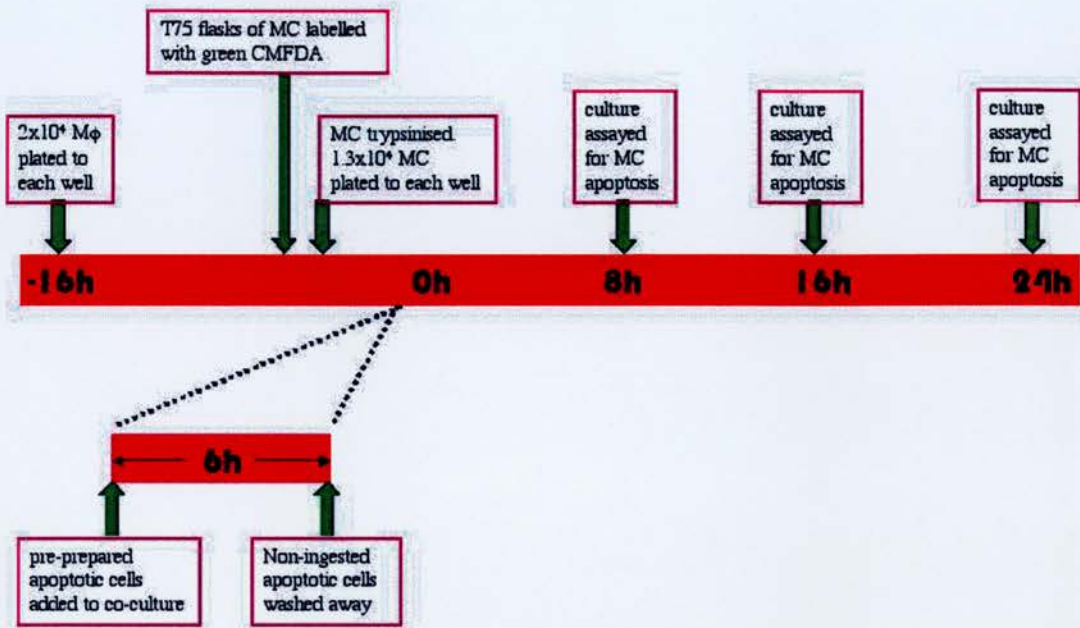 T75 flasks of MC labelled
with green CMFDA
2x10⁴ Mφ
plated to
each well
MC trypsinised
1.3x10⁴ MC
plated to each well
culture
assayed
for MC
apoptosis
culture
assayed
for MC
apoptosis
culture
assayed
for MC
apoptosis
-16h
0h
8h
16h
24h
6h
pre-prepared
apoptotic cells
added to co-culture
Non-ingested
apoptotic cells
washed away